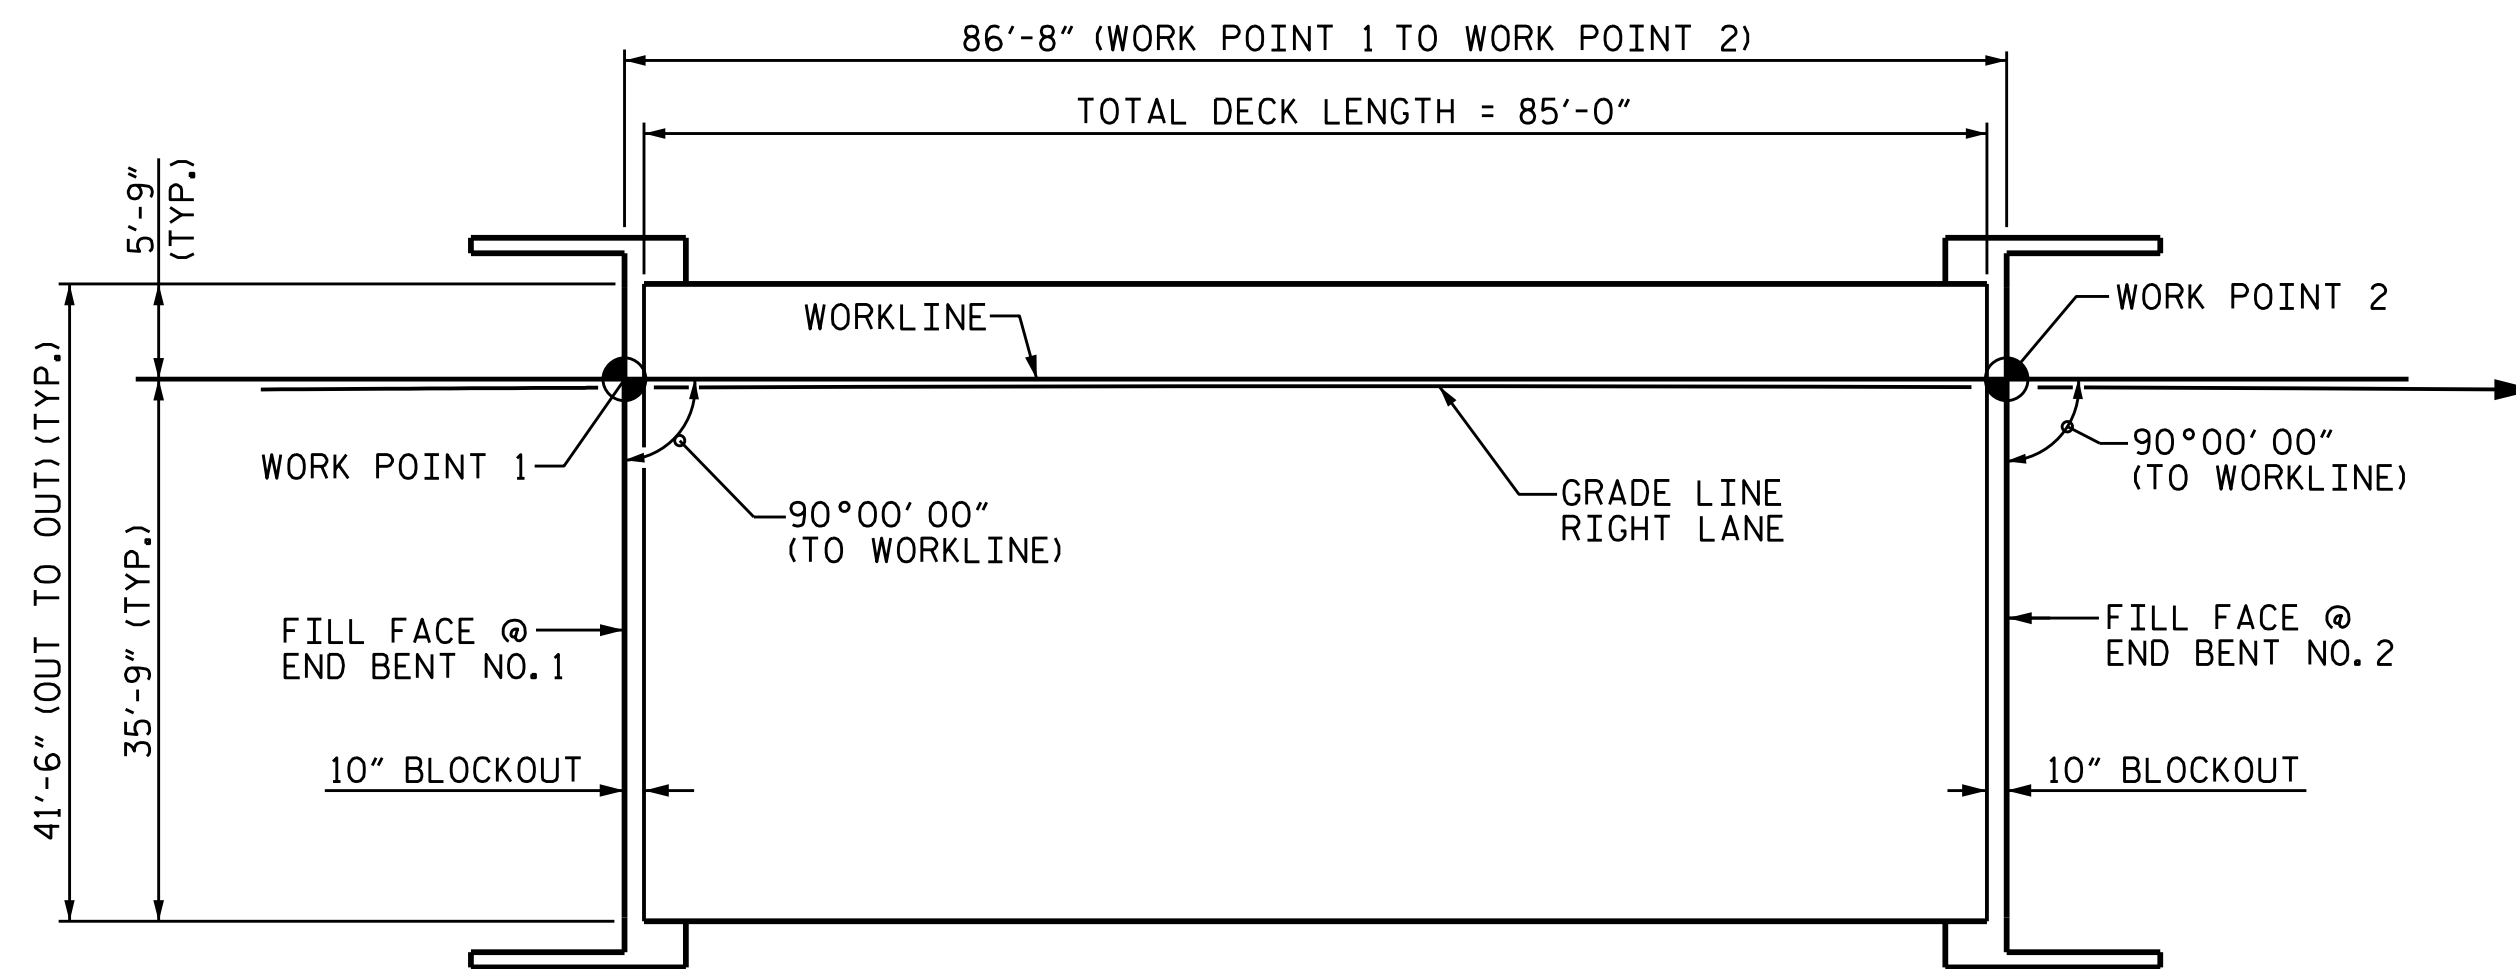 86'-8" (WORK POINT 1 TO WORK POINT 2)
TOTAL DECK LENGTH = 85'-0"
5'-9"
(TYP.)
WORKLINE
WORK POINT 2
WORK POINT 1
90°00'00"
(TO WORKLINE)
GRADE LINE
RIGHT LANE
90°00'00"
(TO WORKLINE)
41'-6" (OUT TO OUT)(TYP.)
35'-9" (TYP.)
FILL FACE @
END BENT NO.1
FILL FACE @
END BENT NO.2
10" BLOCKOUT
10" BLOCKOUT